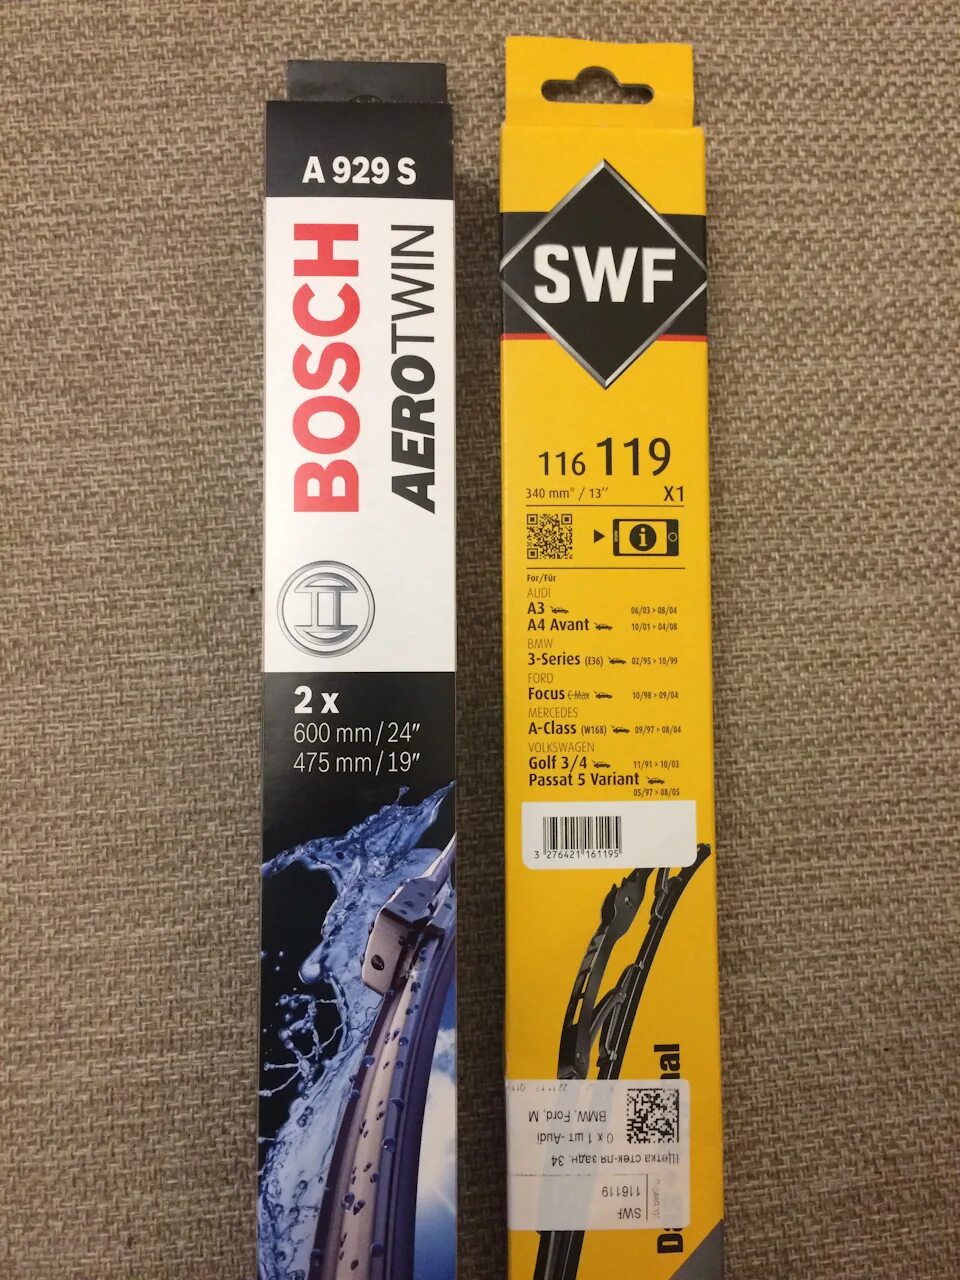 A 929 S
BOSCH
AEROTWIN
2 x
600 mm / 24"
475 mm / 19"
SWF
116 119
340 mm* / 13''
X1
For/Für
AUDI
A3 06/03 > 08/04
A4 Avant 10/01 > 04/08
BMW
3-Series (E36) 02/95 > 10/99
FORD
Focus C-Max 10/98 > 09/04
MERCEDES
A-Class (W168) 09/97 > 08/04
VOLKSWAGEN
Golf 3/4 11/91 > 10/03
Passat 5 Variant
05/97 > 08/05
3 276421 161195
SWF
116119
Щетка стек-ля задн. 34
0 x 1 шт -Audi
BMW, Ford, M